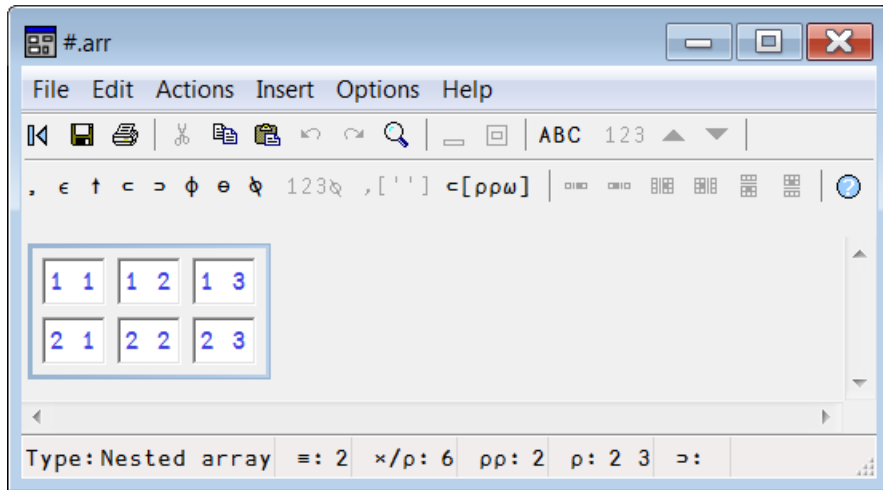 #.arr
File Edit Actions Insert Options Help
ABC 123
, ϵ ↑ ⊂ ⊃ ⌽ ⊖ ⍉ 123⍉ ,[''] ⊂[⍴⍴⍵]
1 1 1 2 1 3
2 1 2 2 2 3
Type:Nested array ≡: 2 ×/⍴: 6 ⍴⍴: 2 ⍴: 2 3 ⊃: